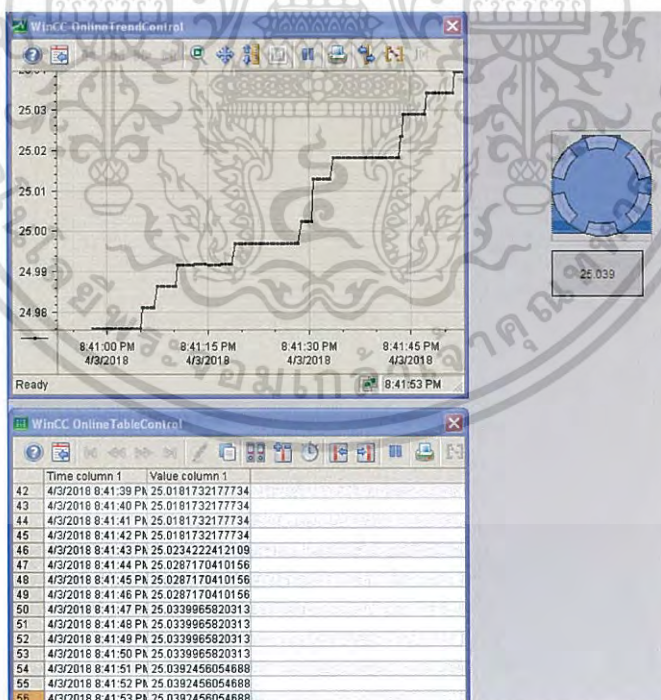 WinCC OnlineTrendControl
25.03
25.02
25.01
25.00
24.99
24.98
8:41:00 PM 8:41:15 PM 8:41:30 PM 8:41:45 PM
4/3/2018 4/3/2018 4/3/2018 4/3/2018
Ready 8:41:53 PM
25.039
WinCC OnlineTableControl
Time column 1 Value column 1
42 4/3/2018 8:41:39 PM 25.0181732177734
43 4/3/2018 8:41:40 PM 25.0181732177734
44 4/3/2018 8:41:41 PM 25.0181732177734
45 4/3/2018 8:41:42 PM 25.0181732177734
46 4/3/2018 8:41:43 PM 25.0234222412109
47 4/3/2018 8:41:44 PM 25.0287170410156
48 4/3/2018 8:41:45 PM 25.0287170410156
49 4/3/2018 8:41:46 PM 25.0287170410156
50 4/3/2018 8:41:47 PM 25.0339965820313
51 4/3/2018 8:41:48 PM 25.0339965820313
52 4/3/2018 8:41:49 PM 25.0339965820313
53 4/3/2018 8:41:50 PM 25.0339965820313
54 4/3/2018 8:41:51 PM 25.0392456054688
55 4/3/2018 8:41:52 PM 25.0392456054688
56 4/3/2018 8:41:53 PM 25.0392456054688